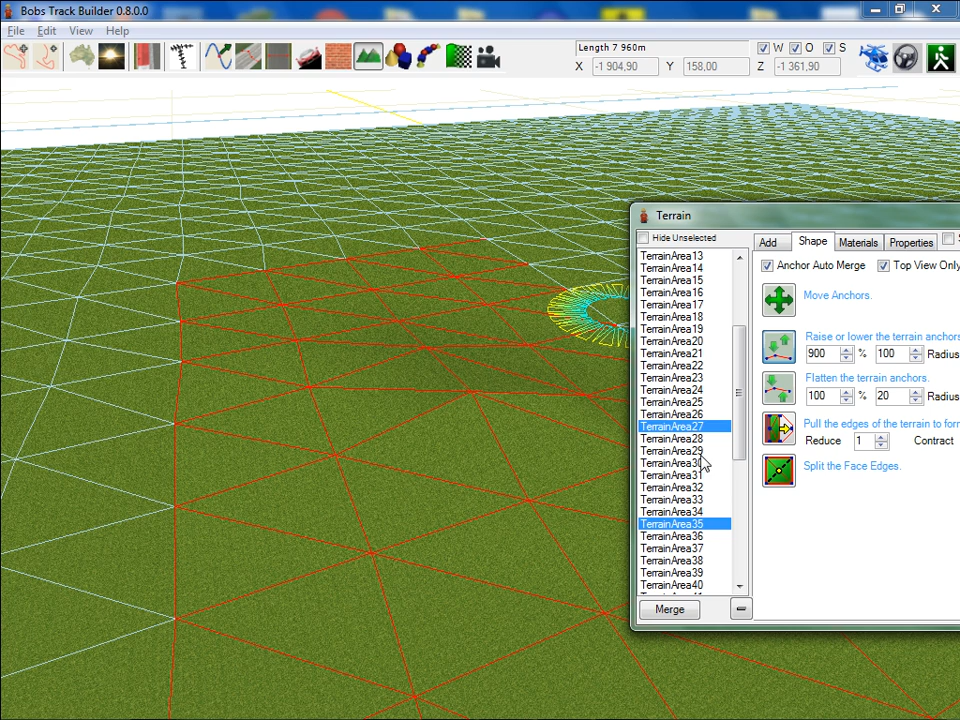 Bobs Track Builder 0.8.0.0
File Edit View Help
Length 7 960m
W O S
X -1 904,90 Y 158,00 Z -1 361,90
Terrain
Hide Unselected
Add Shape Materials Properties
TerrainArea13
TerrainArea14
TerrainArea15
TerrainArea16
TerrainArea17
TerrainArea18
TerrainArea19
TerrainArea20
TerrainArea21
TerrainArea22
TerrainArea23
TerrainArea24
TerrainArea25
TerrainArea26
TerrainArea27
TerrainArea28
TerrainArea29
TerrainArea30
TerrainArea31
TerrainArea32
TerrainArea33
TerrainArea34
TerrainArea35
TerrainArea36
TerrainArea37
TerrainArea38
TerrainArea39
TerrainArea40
Merge
Anchor Auto Merge Top View Only
Move Anchors.
Raise or lower the terrain anchors
900 % 100 Radius
Flatten the terrain anchors.
100 % 20 Radius
Pull the edges of the terrain to for
Reduce 1 Contract
Split the Face Edges.